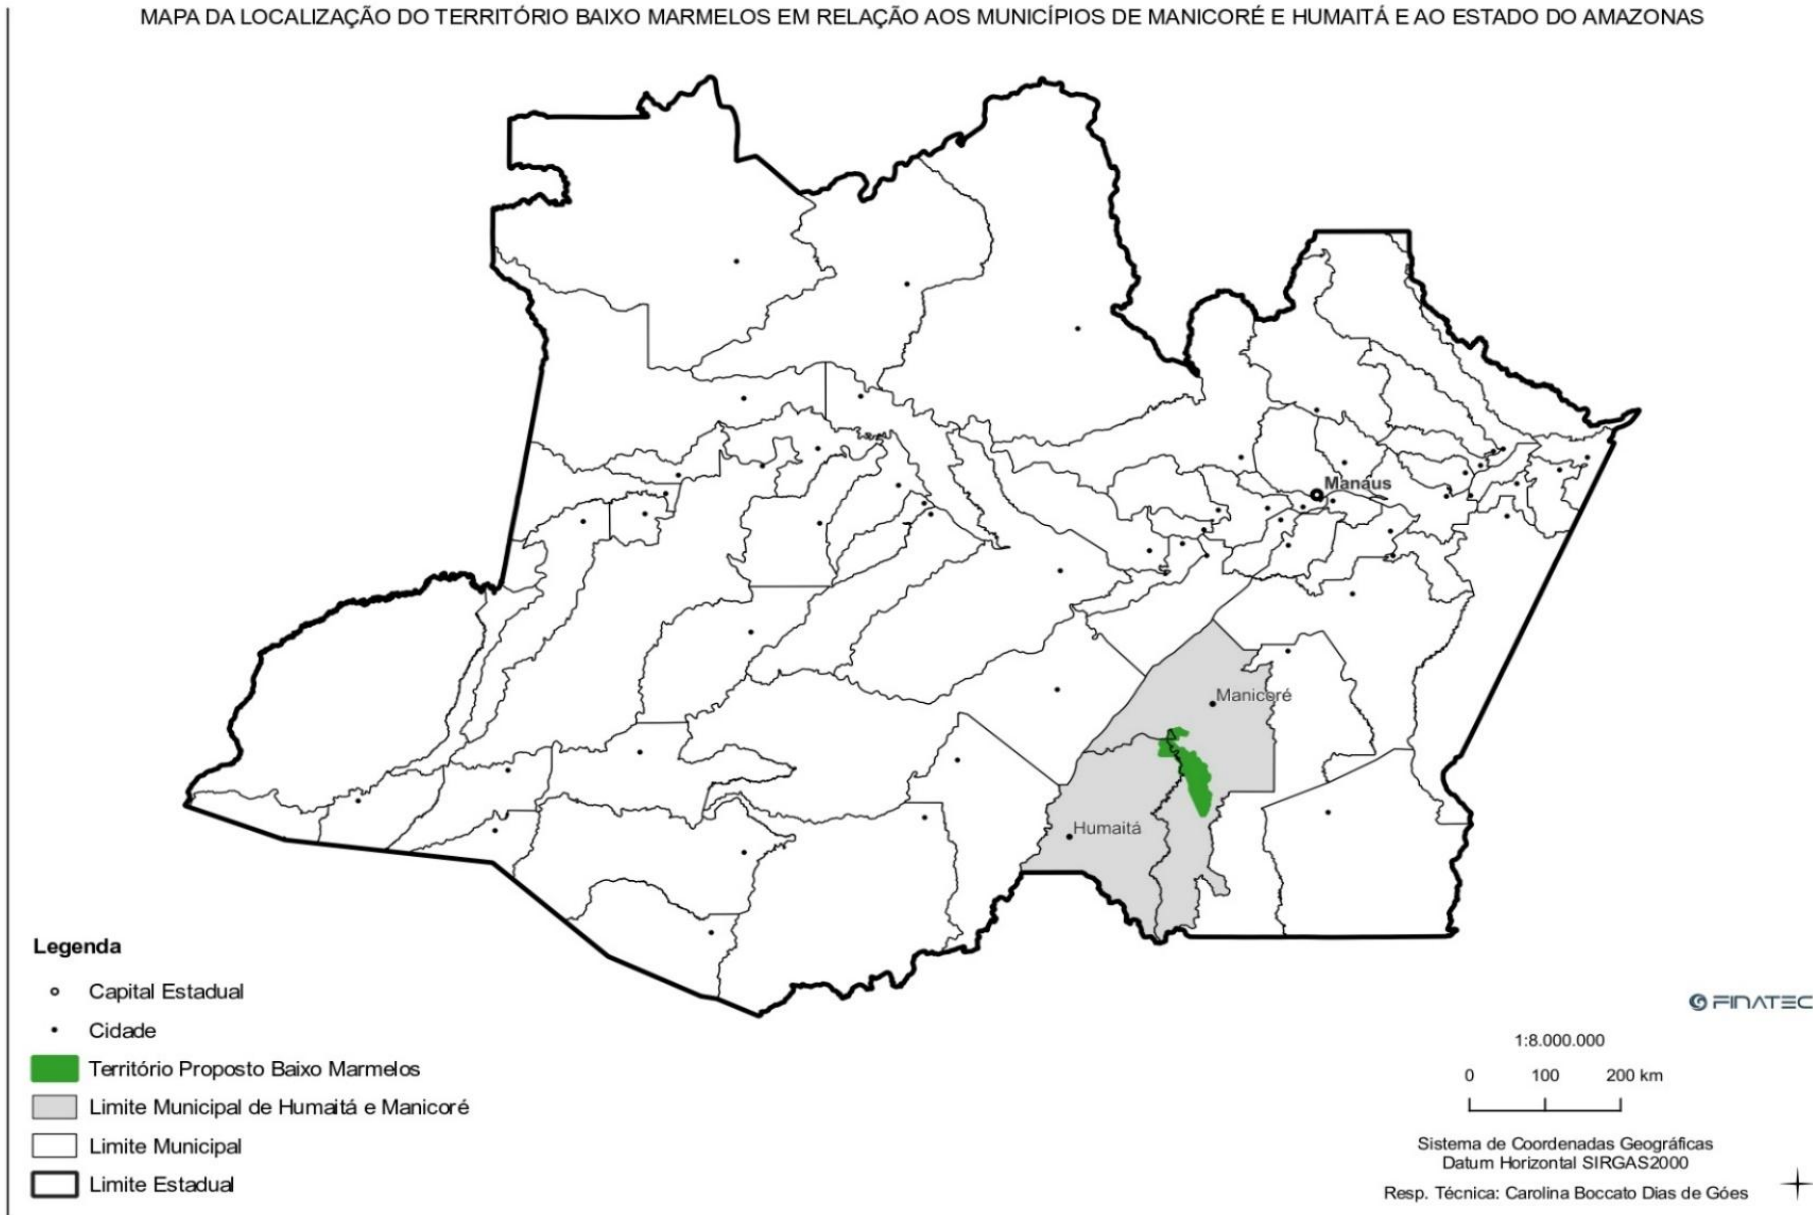 MAPA DA LOCALIZAÇÃO DO TERRITÓRIO BAIXO MARMELOS EM RELAÇÃO AOS MUNICÍPIOS DE MANICORÉ E HUMAITÁ E AO ESTADO DO AMAZONAS
Manaus
Manicoré
Humaitá
Legenda
Capital Estadual
Cidade
Território Proposto Baixo Marmelos
Limite Municipal de Humaitá e Manicoré
Limite Municipal
Limite Estadual
FINATEC
1:8.000.000
0 100 200 km
Sistema de Coordenadas Geográficas
Datum Horizontal SIRGAS2000
Resp. Técnica: Carolina Boccato Dias de Góes